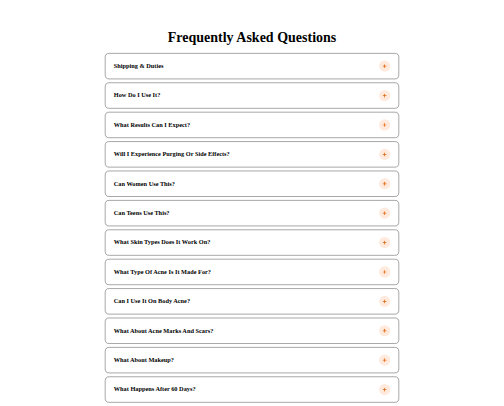 Frequently Asked Questions
Shipping & Duties
How Do I Use It?
What Results Can I Expect?
Will I Experience Purging Or Side Effects?
Can Women Use This?
Can Teens Use This?
What Skin Types Does It Work On?
What Type Of Acne Is It Made For?
Can I Use It On Body Acne?
What About Acne Marks And Scars?
What About Makeup?
What Happens After 60 Days?